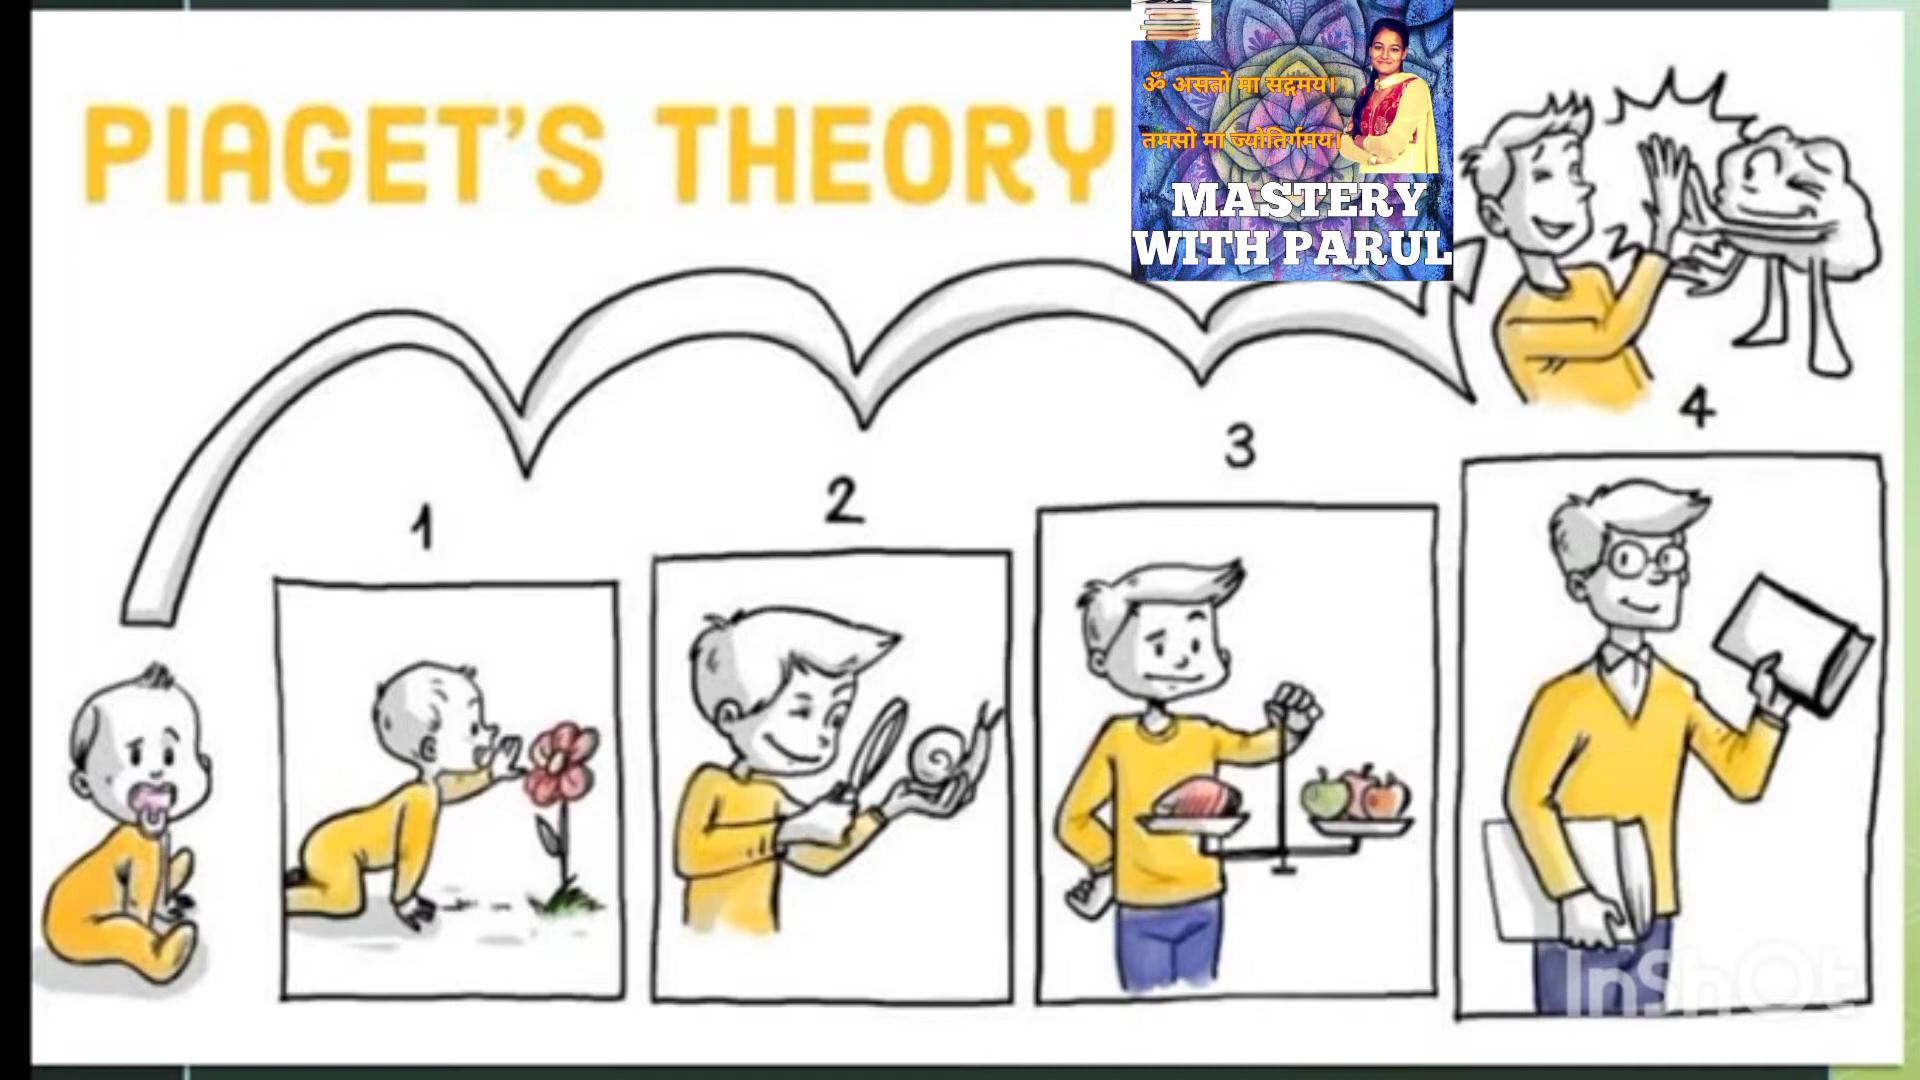 PIAGET'S THEORY
ॐ असतो मा सद्गमय।
तमसो मा ज्योतिर्गमय।
MASTERY
WITH PARUL
1
2
3
4
InShOt